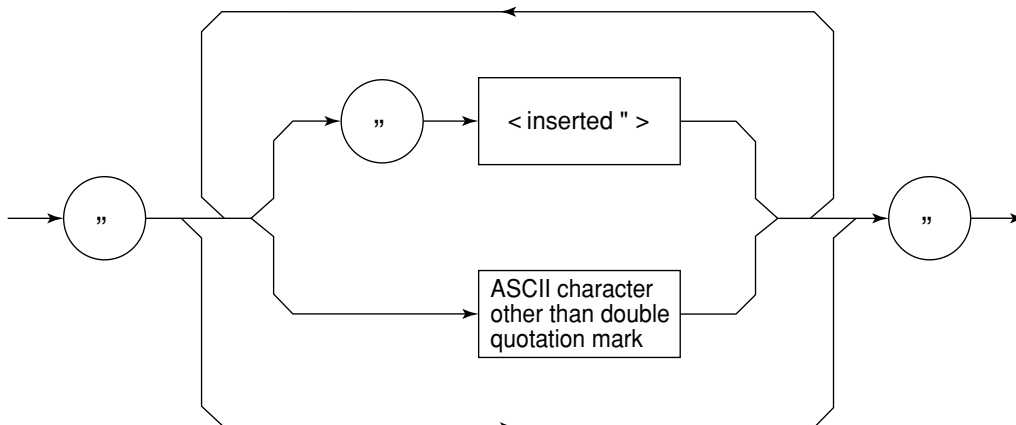 ”
< inserted " >
”
”
ASCII character
other than double
quotation mark